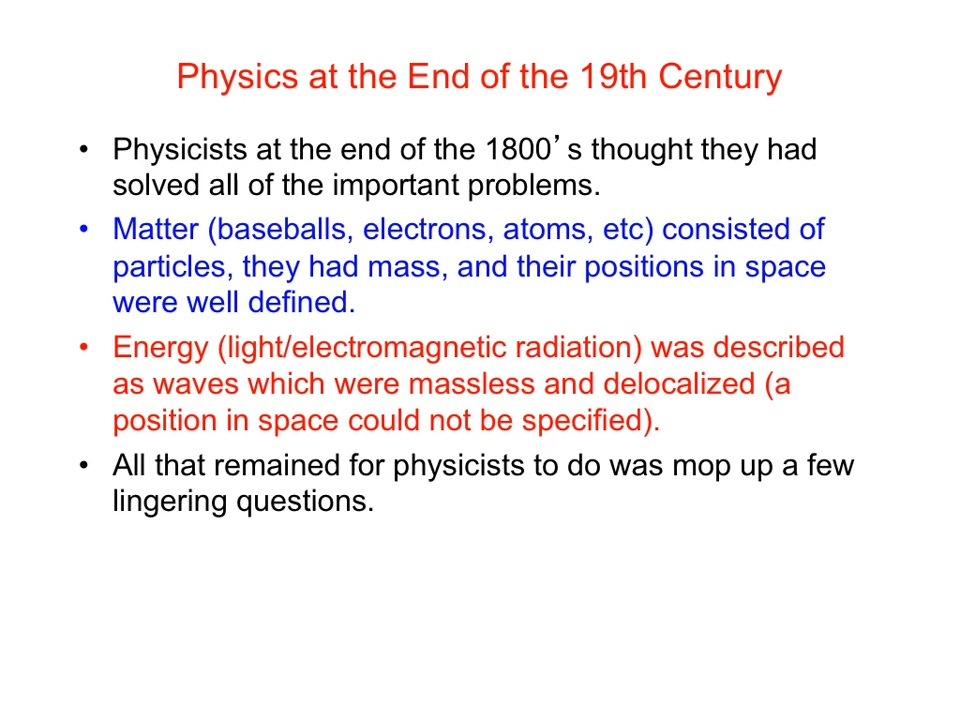 Physics at the End of the 19th Century
• Physicists at the end of the 1800’s thought they had
solved all of the important problems.
• Matter (baseballs, electrons, atoms, etc) consisted of
particles, they had mass, and their positions in space
were well defined.
• Energy (light/electromagnetic radiation) was described
as waves which were massless and delocalized (a
position in space could not be specified).
• All that remained for physicists to do was mop up a few
lingering questions.